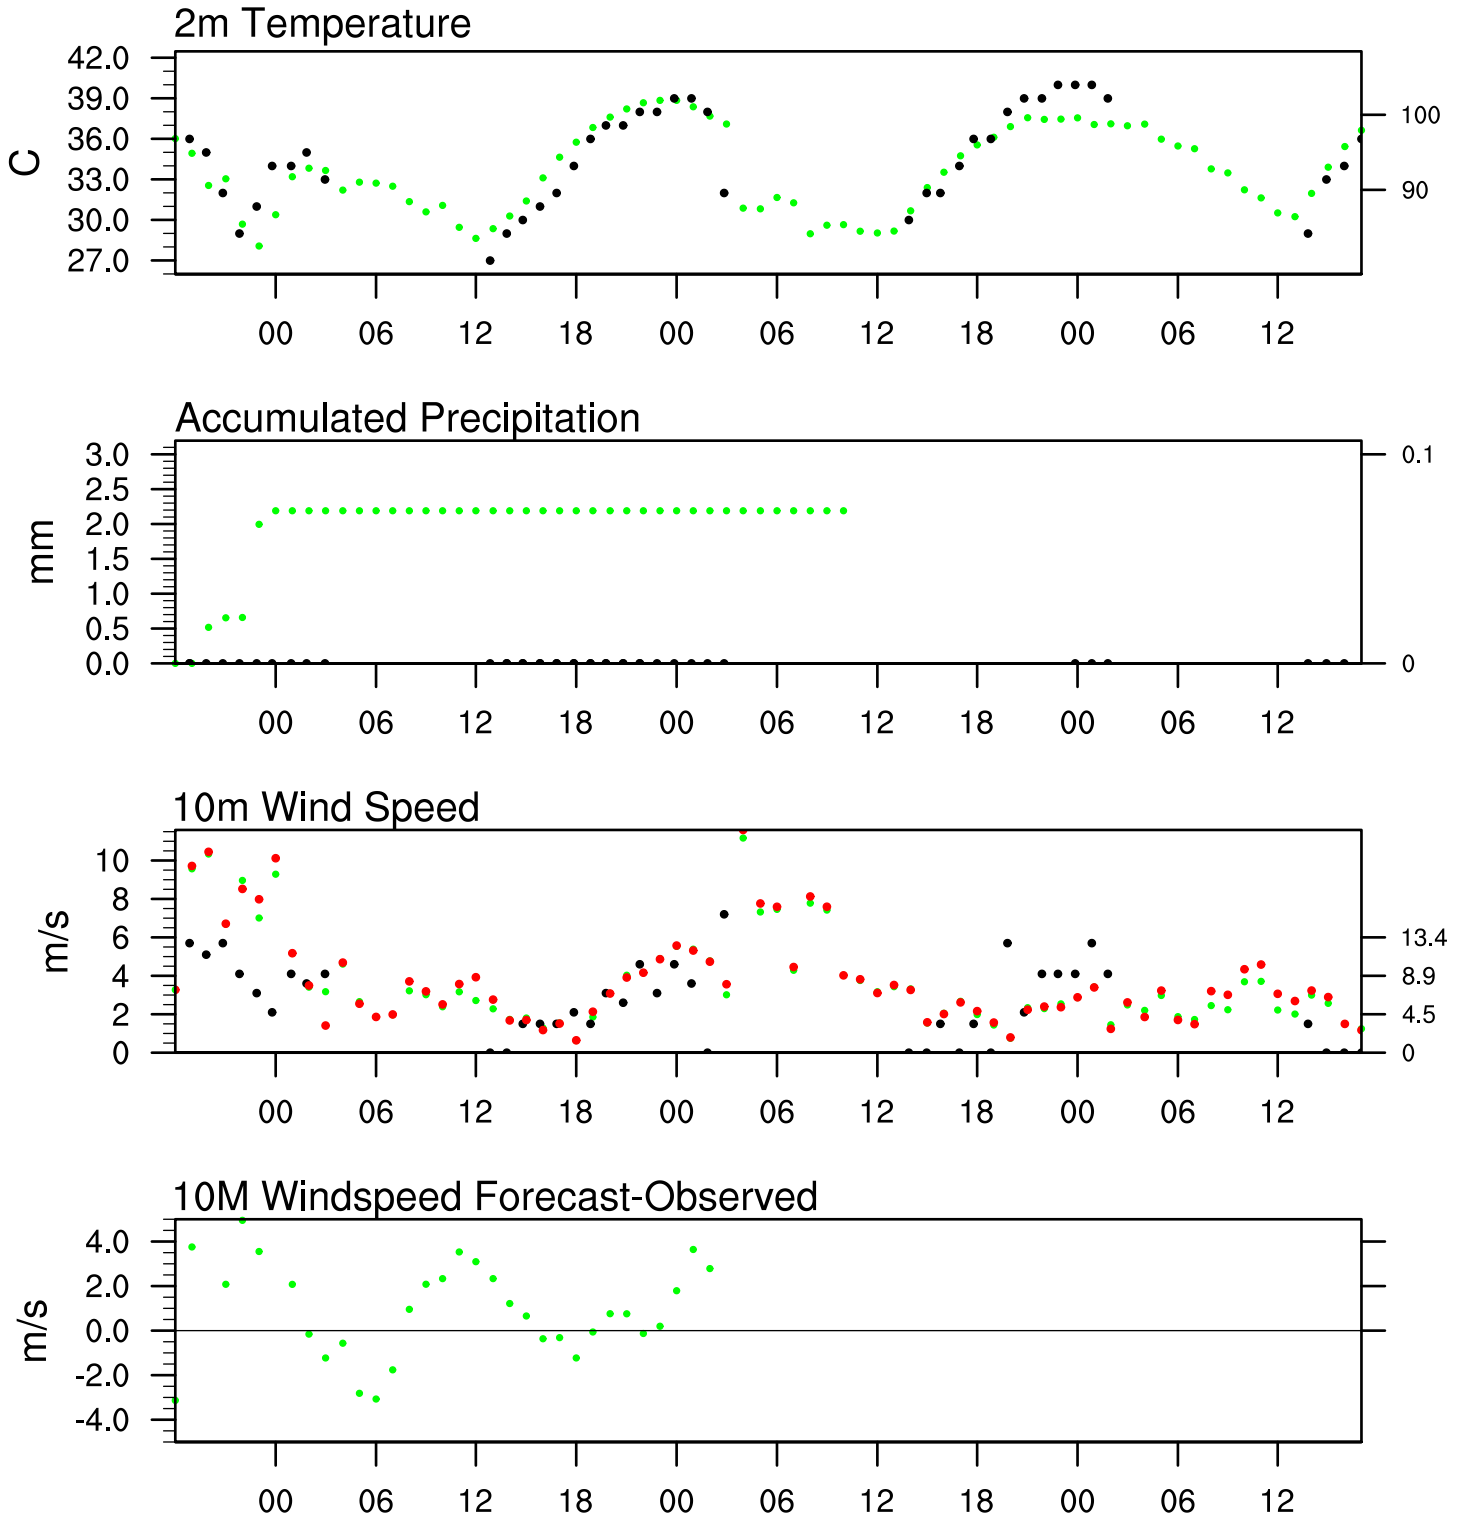 2m Temperature
42.0
39.0
36.0
33.0
30.0
27.0
C
100
90
00 06 12 18 00 06 12 18 00 06 12
Accumulated Precipitation
3.0
2.5
2.0
1.5
1.0
0.5
0.0
mm
0.1
0
00 06 12 18 00 06 12 18 00 06 12
10m Wind Speed
10
8
6
4
2
0
m/s
13.4
8.9
4.5
0
00 06 12 18 00 06 12 18 00 06 12
10M Windspeed Forecast-Observed
4.0
2.0
0.0
-2.0
-4.0
m/s
00 06 12 18 00 06 12 18 00 06 12